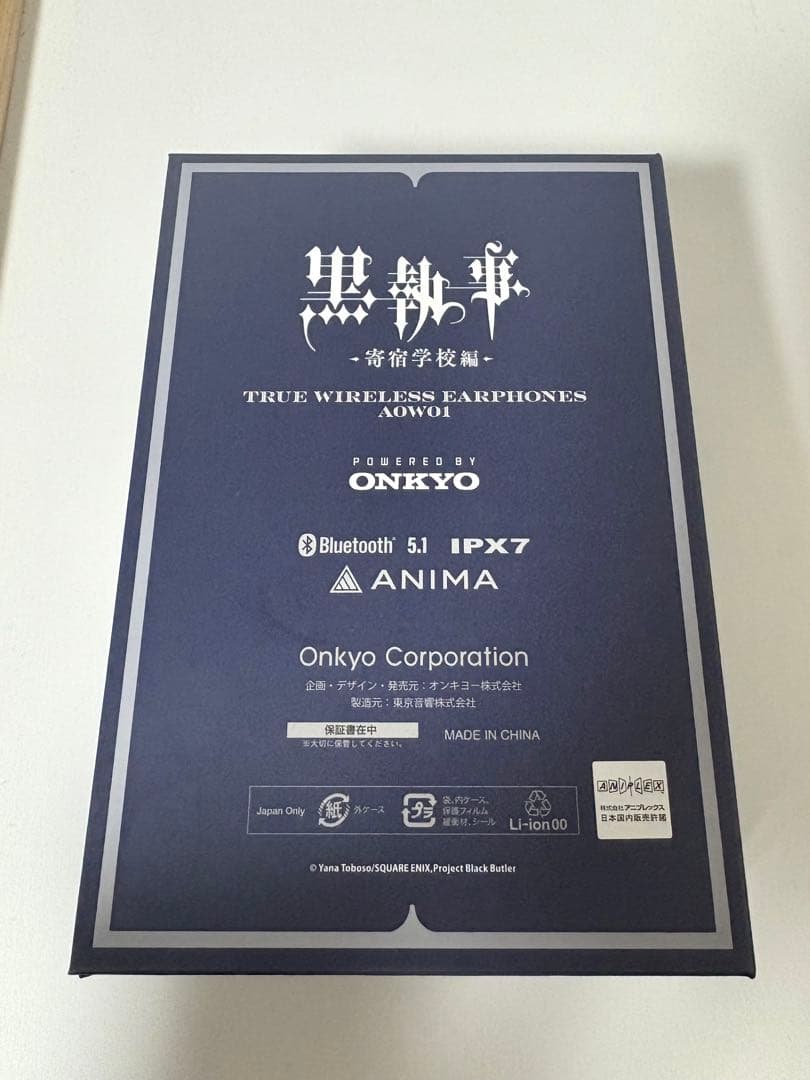 黒執事
寄宿学校編
TRUE WIRELESS EARPHONES
AOW01
POWERED BY
ONKYO
Bluetooth® 5.1 IPX7
ANIMA
Onkyo Corporation
企画・デザイン・発売元：オンキヨー株式会社
製造元：東京音響株式会社
保証書在中
※大切に保管してください。
MADE IN CHINA
Japan Only
紙
外ケース
プラ
袋、内ケース、
保護フィルム
緩衝材、シール
Li-ion 00
ANIPLEX
株式会社アニプレックス
日本国内販売許諾
© Yana Toboso/SQUARE ENIX,Project Black Butler